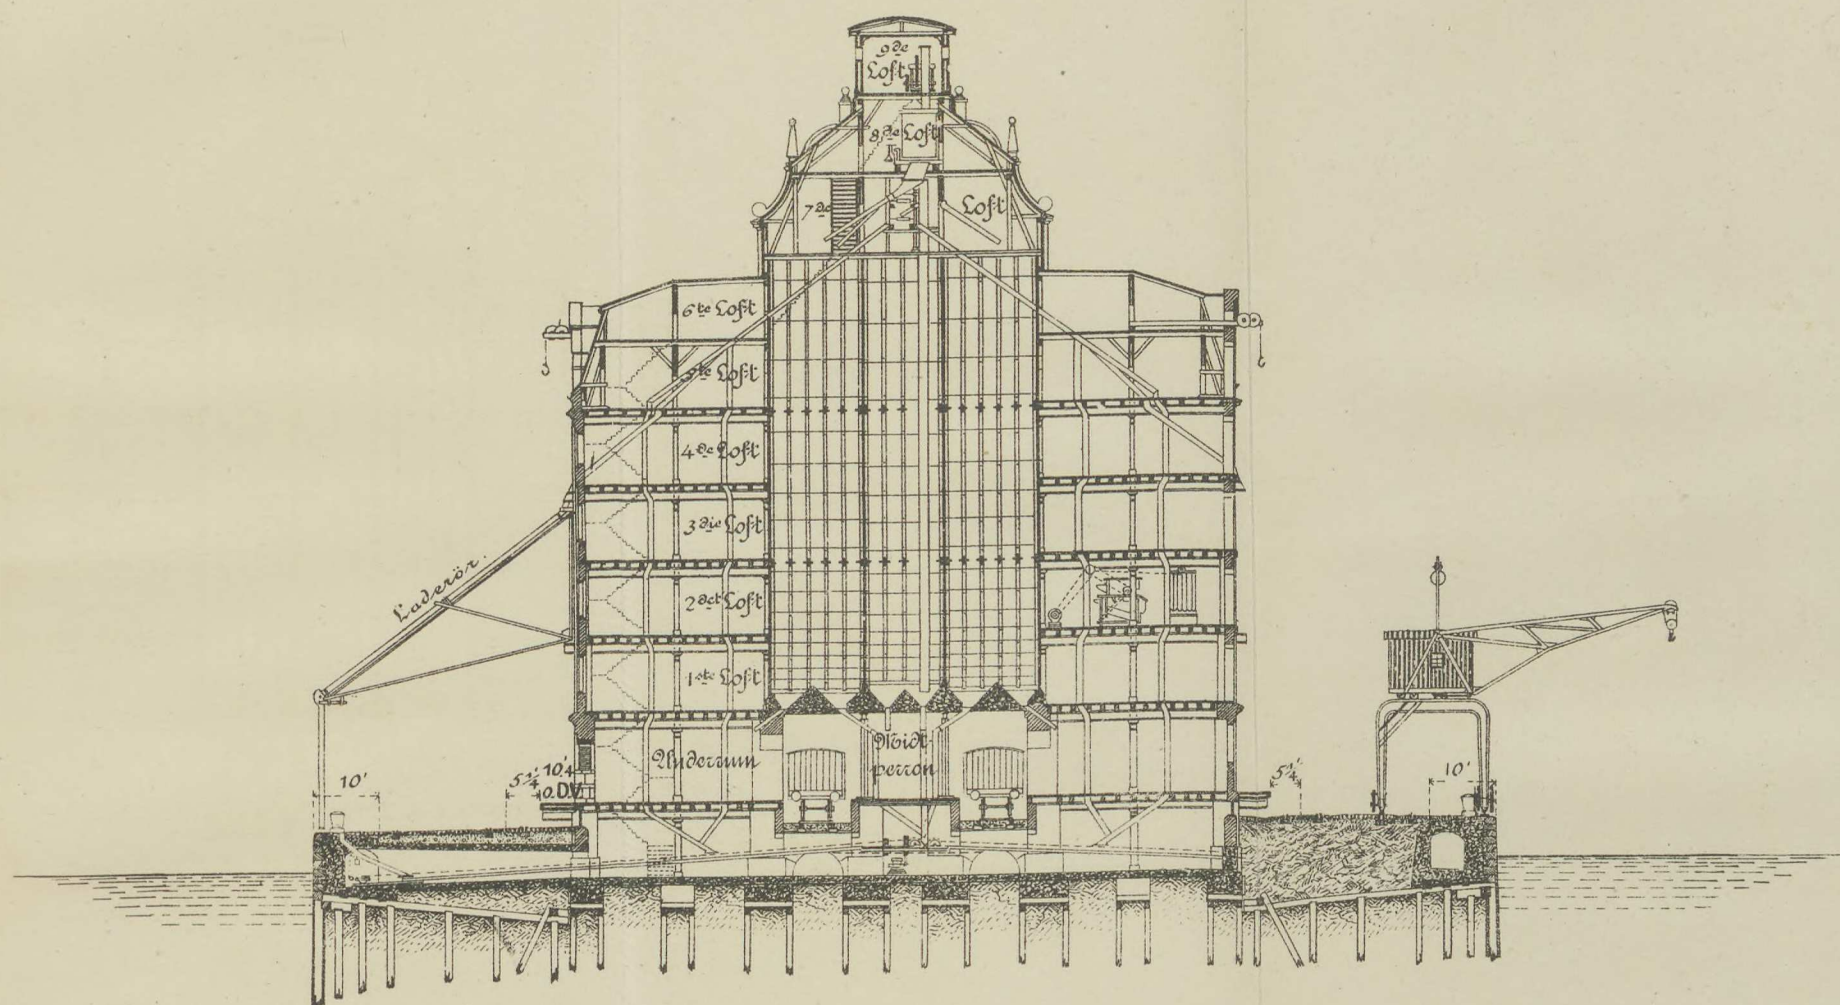 9de
Loft
8de Loft
7de Loft
6te Loft
5te Loft
4de Loft
3die Loft
2det Loft
1ste Loft
Laderör.
Underrum
Midt-
perron
10'
5¼'
10'4
o.D.V.
5¼'
10'